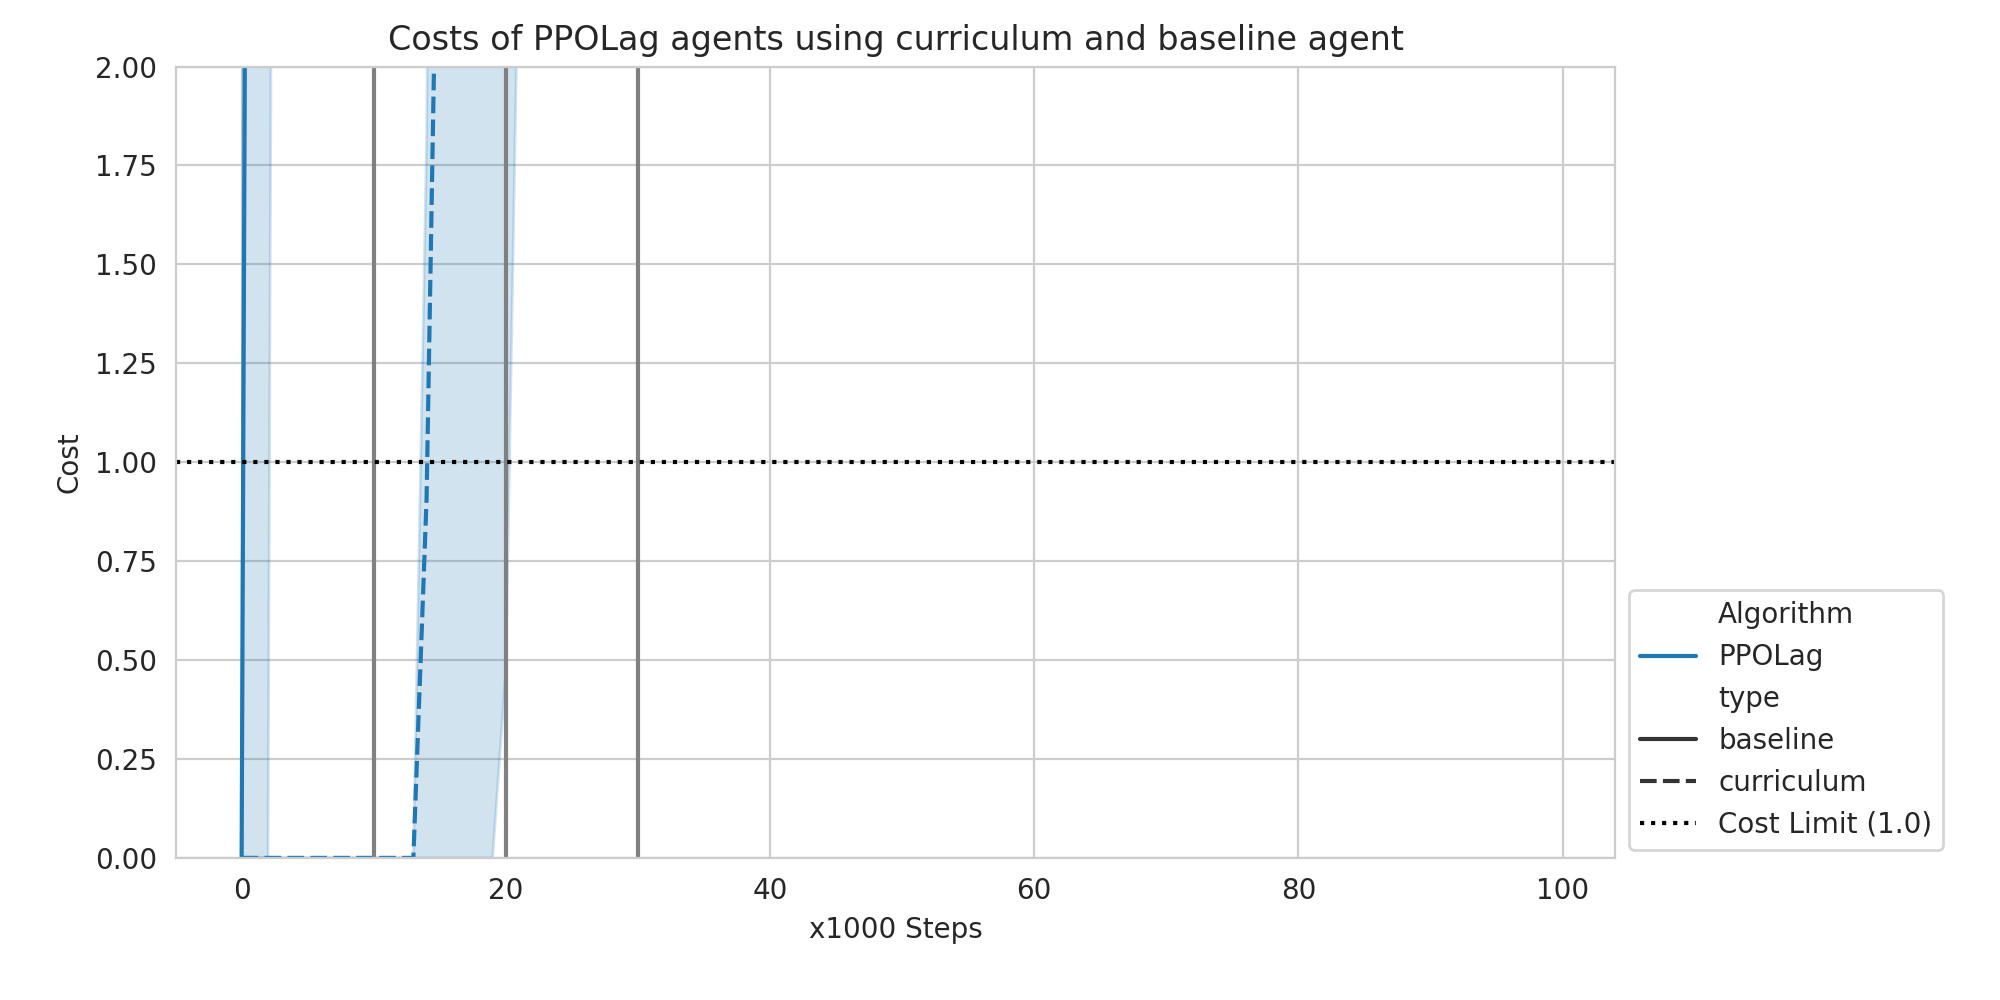 Costs of PPOLag agents using curriculum and baseline agent
2.00
1.75
1.50
1.25
1.00
0.75
0.50
0.25
0.00
Cost
0 20 40 60 80 100
x1000 Steps
Algorithm
PPOLag
type
baseline
curriculum
Cost Limit (1.0)